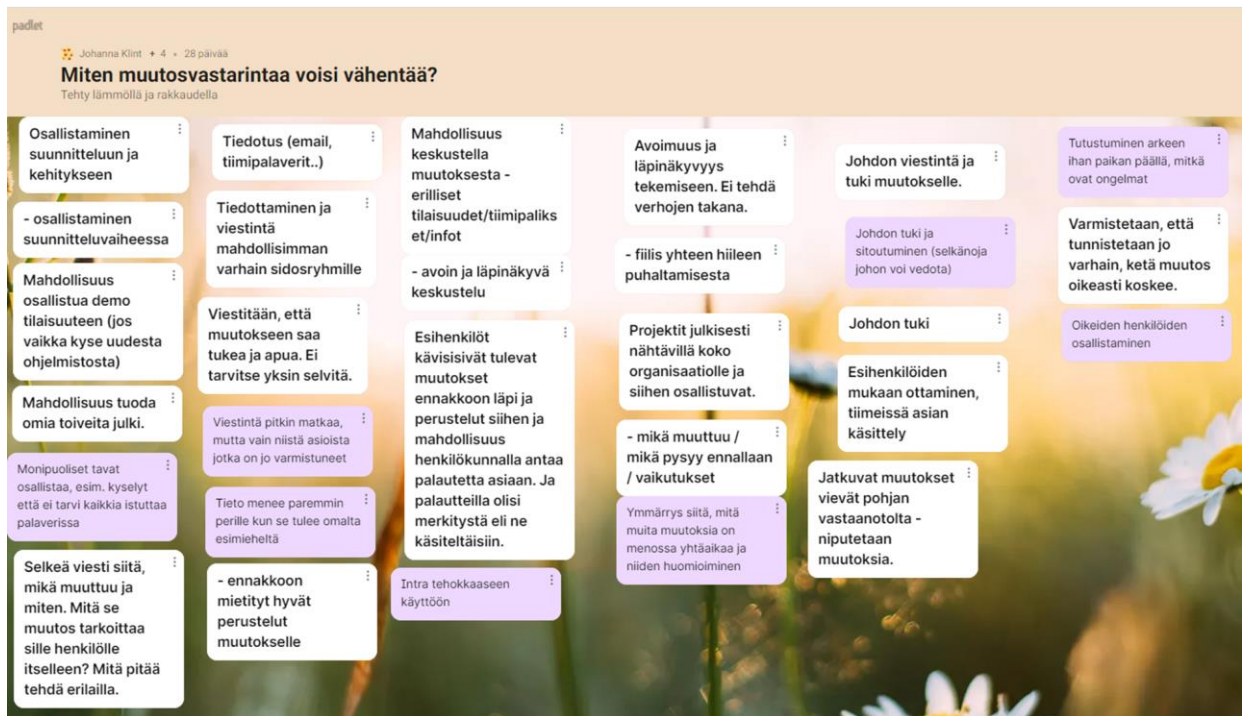 padlet
Johanna Klint + 4 • 28 päivää
Miten muutosvastarintaa voisi vähentää?
Tehty lämmöllä ja rakkaudella
Osallistaminen
suunnitteluun ja
kehitykseen
- osallistaminen
suunnitteluvaiheessa
Mahdollisuus
osallistua demo
tilaisuuteen (jos
vaikka kyse uudesta
ohjelmistosta)
Mahdollisuus tuoda
omia toiveita julki.
Monipuoliset tavat
osallistaa, esim. kyselyt
että ei tarvi kaikkia istuttaa
palaverissa
Selkeä viesti siitä,
mikä muuttuu ja
miten. Mitä se
muutos tarkoittaa
sille henkilölle
itselleen? Mitä pitää
tehdä erilailla.
Tiedotus (email,
tiimipalaverit..)
Tiedottaminen ja
viestintä
mahdollisimman
varhain sidosryhmille
Viestitään, että
muutokseen saa
tukea ja apua. Ei
tarvitse yksin selvitä.
Viestintä pitkin matkaa,
mutta vain niistä asioista
jotka on jo varmistuneet
Tieto menee paremmin
perille kun se tulee omalta
esimieheltä
- ennakkoon
mietityt hyvät
perustelut
muutokselle
Mahdollisuus
keskustella
muutoksesta -
erilliset
tilaisuudet/tiimipaliks
et/infot
- avoin ja läpinäkyvä
keskustelu
Esihenkilöt
kävisisivät tulevat
muutokset
ennakkoon läpi ja
perustelut siihen ja
mahdollisuus
henkilökunnalla antaa
palautetta asiaan. Ja
palautteilla olisi
merkitystä eli ne
käsiteltäisiin.
Intra tehokkaaseen
käyttöön
Avoimuus ja
läpinäkyvyys
tekemiseen. Ei tehdä
verhojen takana.
- fiilis yhteen hiileen
puhaltamisesta
Projektit julkisesti
nähtävillä koko
organisaatiolle ja
siihen osallistuvat.
- mikä muuttuu /
mikä pysyy ennallaan
/ vaikutukset
Ymmärrys siitä, mitä
muita muutoksia on
menossa yhtäaikaa ja
niiden huomioiminen
Johdon viestintä ja
tuki muutokselle.
Johdon tuki ja
sitoutuminen (selkänoja
johon voi vedota)
Johdon tuki
Esihenkilöiden
mukaan ottaminen,
tiimeissä asian
käsittely
Jatkuvat muutokset
vievät pohjan
vastaanotolta -
niputetaan
muutoksia.
Tutustuminen arkeen
ihan paikan päällä, mitkä
ovat ongelmat
Varmistetaan, että
tunnistetaan jo
varhain, ketä muutos
oikeasti koskee.
Oikeiden henkilöiden
osallistaminen